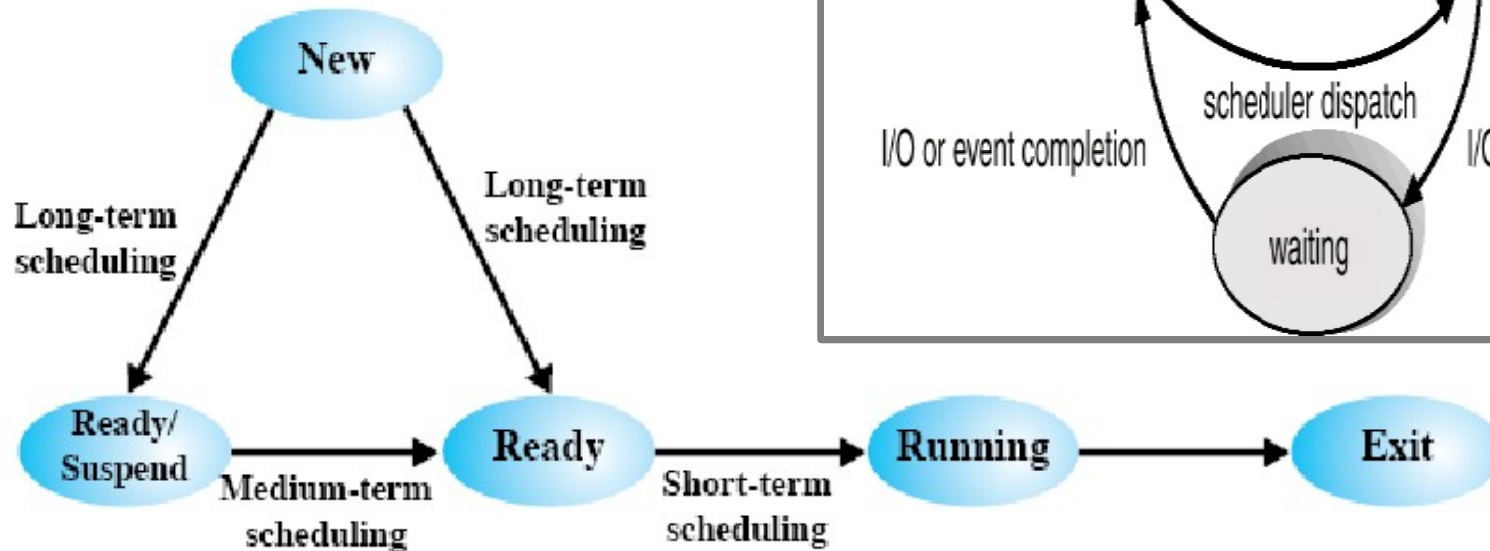 New
scheduler dispatch
I/O or event completion
waiting
Long-term
scheduling
Long-term
scheduling
Ready/
Suspend
Ready
Running
Exit
Medium-term
scheduling
Short-term
scheduling